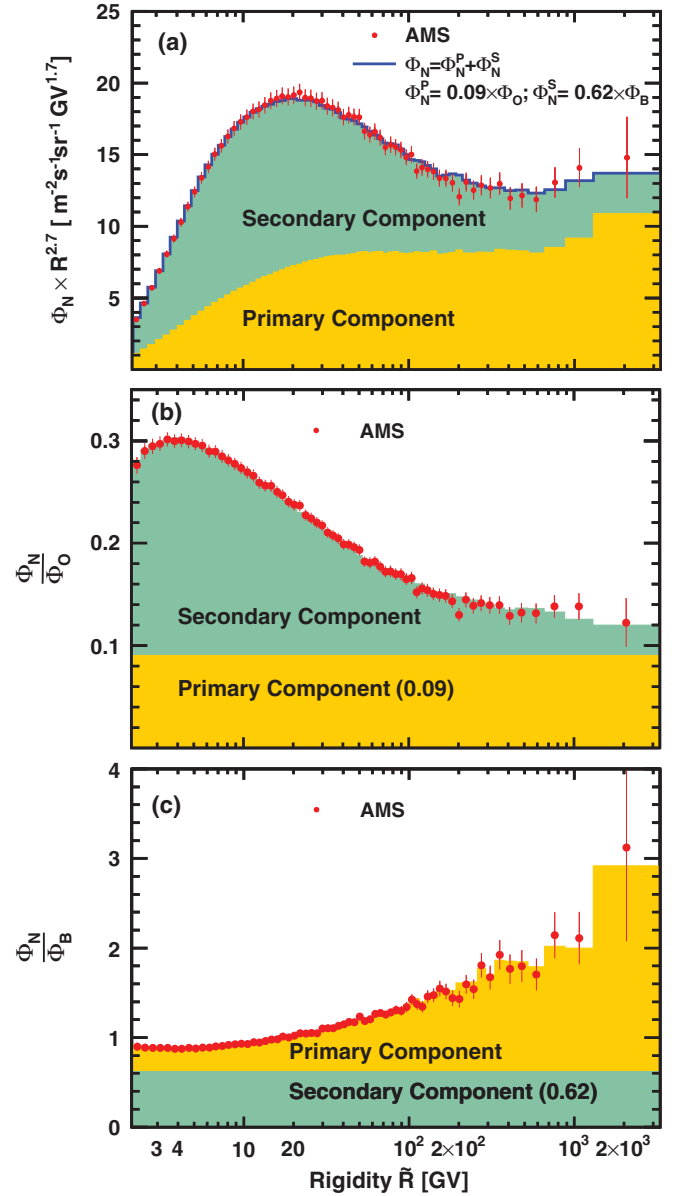 (a)
AMS
Φ_N=Φ_N^P+Φ_N^S
Φ_N^P= 0.09×Φ_O; Φ_N^S= 0.62×Φ_B
25
20
15
10
5
Φ_N × R^2.7 [ m^-2s^-1sr^-1 GV^1.7]
Secondary Component
Primary Component
(b)
AMS
0.3
0.2
0.1
Φ_N
Φ_O
Secondary Component
Primary Component (0.09)
(c)
AMS
4
3
2
1
0
Φ_N
Φ_B
Primary Component
Secondary Component (0.62)
3 4 10 20 10^2 2×10^2 10^3 2×10^3
Rigidity R̃ [GV]